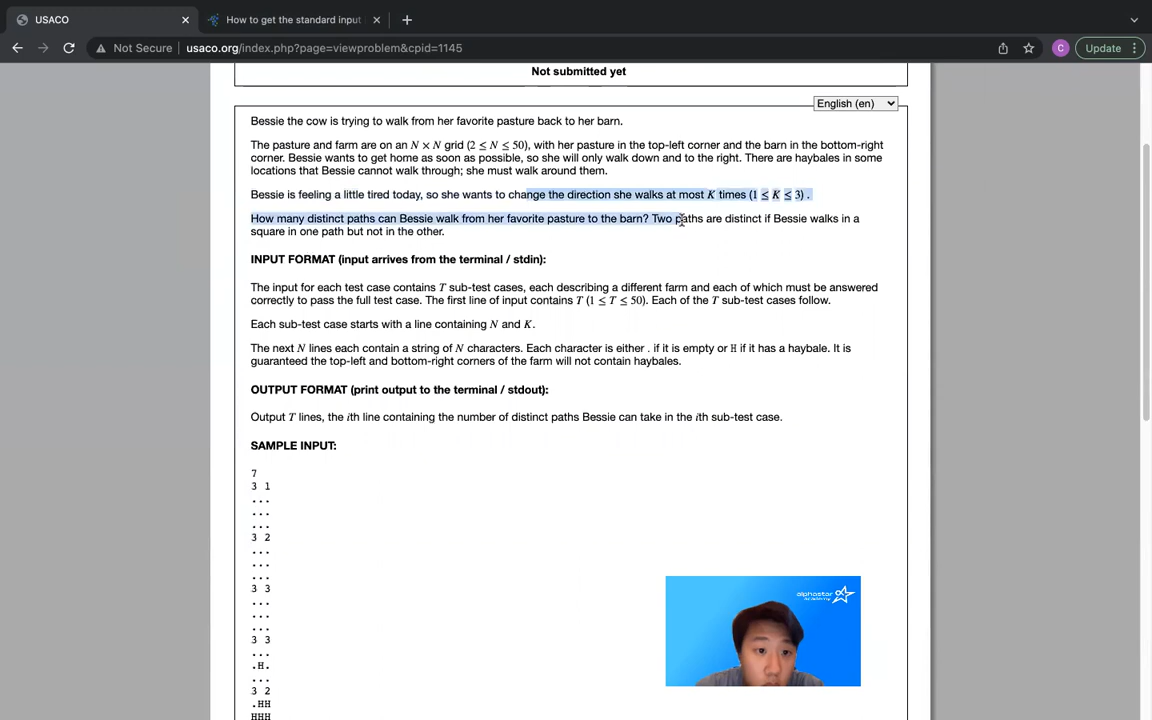 USACO
How to get the standard input
Not Secure
usaco.org/index.php?page=viewproblem&cpid=1145
C
Update
Not submitted yet
English (en)
Bessie the cow is trying to walk from her favorite pasture back to her barn.
The pasture and farm are on an N × N grid (2 ≤ N ≤ 50), with her pasture in the top-left corner and the barn in the bottom-right
corner. Bessie wants to get home as soon as possible, so she will only walk down and to the right. There are haybales in some
locations that Bessie cannot walk through; she must walk around them.
Bessie is feeling a little tired today, so she wants to change the direction she walks at most K times (1 ≤ K ≤ 3) .
How many distinct paths can Bessie walk from her favorite pasture to the barn? Two paths are distinct if Bessie walks in a
square in one path but not in the other.
INPUT FORMAT (input arrives from the terminal / stdin):
The input for each test case contains T sub-test cases, each describing a different farm and each of which must be answered
correctly to pass the full test case. The first line of input contains T (1 ≤ T ≤ 50). Each of the T sub-test cases follow.
Each sub-test case starts with a line containing N and K.
The next N lines each contain a string of N characters. Each character is either . if it is empty or H if it has a haybale. It is
guaranteed the top-left and bottom-right corners of the farm will not contain haybales.
OUTPUT FORMAT (print output to the terminal / stdout):
Output T lines, the ith line containing the number of distinct paths Bessie can take in the ith sub-test case.
SAMPLE INPUT:
7
3 1
...
...
...
3 2
...
...
...
3 3
...
...
...
3 3
...
.H.
...
3 2
.HH
HHH
alphastar
academy